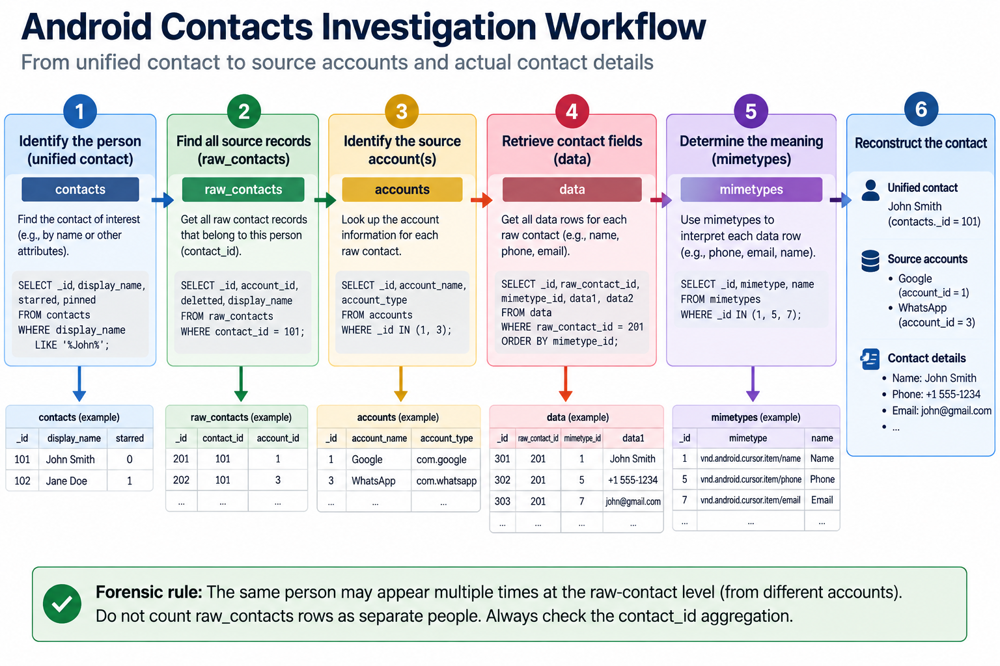 Android Contacts Investigation Workflow
From unified contact to source accounts and actual contact details
1
Identify the person
(unified contact)
contacts
Find the contact of interest
(e.g., by name or other
attributes).
SELECT _id, display_name,
starred, pinned
FROM contacts
WHERE display_name
LIKE '%John%';
contacts (example)
_id display_name starred
101 John Smith 0
102 Jane Doe 1
2
Find all source records
(raw_contacts)
raw_contacts
Get all raw contact records
that belong to this person
(contact_id).
SELECT _id, account_id,
deletted, display_name
FROM raw_contacts
WHERE contact_id = 101;
raw_contacts (example)
_id contact_id account_id
201 101 1
202 101 3
... ... ...
3
Identify the source
account(s)
accounts
Look up the account
information for each
raw contact.
SELECT _id, account_name,
account_type
FROM accounts
WHERE _id IN (1, 3);
accounts (example)
_id account_name account_type
1 Google com.google
3 WhatsApp com.whatsapp
... ... ...
4
Retrieve contact fields
(data)
data
Get all data rows for each
raw contact (e.g., name,
phone, email).
SELECT _id, raw_contact_id,
mimetype_id, data1, data2
FROM data
WHERE raw_contact_id = 201
ORDER BY mimetype_id;
data (example)
_id raw_contact_id mimetype_id data1
301 201 1 John Smith
302 201 5 +1 555-1234
303 201 7 john@gmail.com
... ... ... ...
5
Determine the meaning
(mimetypes)
mimetypes
Use mimetypes to
interpret each data row
(e.g., phone, email, name).
SELECT _id, mimetype, name
FROM mimetypes
WHERE _id IN (1, 5, 7);
mimetypes (example)
_id mimetype name
1 vnd.android.cursor.item/name Name
5 vnd.android.cursor.item/phone Phone
7 vnd.android.cursor.item/email Email
... ... ...
6
Reconstruct the contact
Unified contact
John Smith
(contacts._id = 101)
Source accounts
• Google
(account_id = 1)
• WhatsApp
(account_id = 3)
Contact details
• Name: John Smith
• Phone: +1 555-1234
• Email: john@gmail.com
• ...
Forensic rule: The same person may appear multiple times at the raw-contact level (from different accounts).
Do not count raw_contacts rows as separate people. Always check the contact_id aggregation.